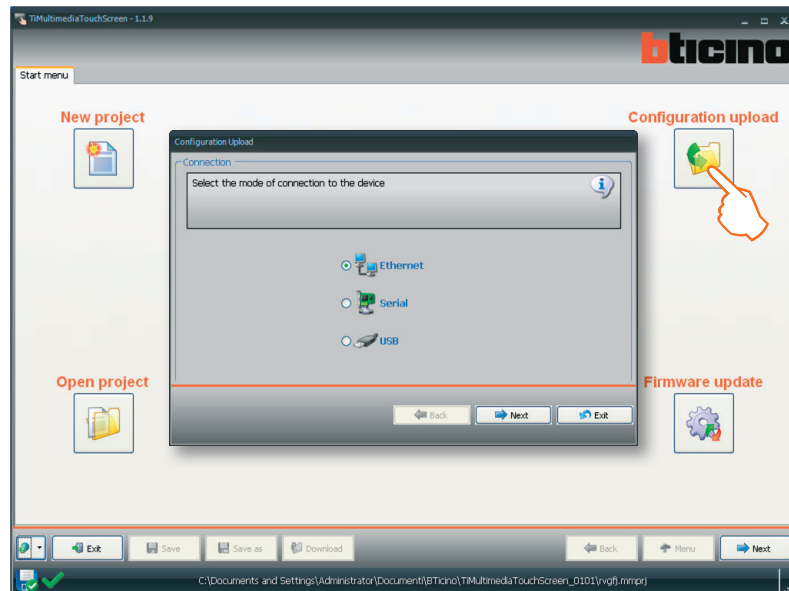 TiMultimediaTouchScreen - 1.1.9
bticino
Start menu
New project
Configuration upload
Configuration Upload
Connection
Select the mode of connection to the device
Ethernet
Serial
USB
Open project
Firmware update
Back
Next
Exit
Exit
Save
Save as
Download
Back
Menu
Next
C:\Documents and Settings\Administrator\Documenti\BTicino\TiMultimediaTouchScreen_0101\rvgfj.mmprj